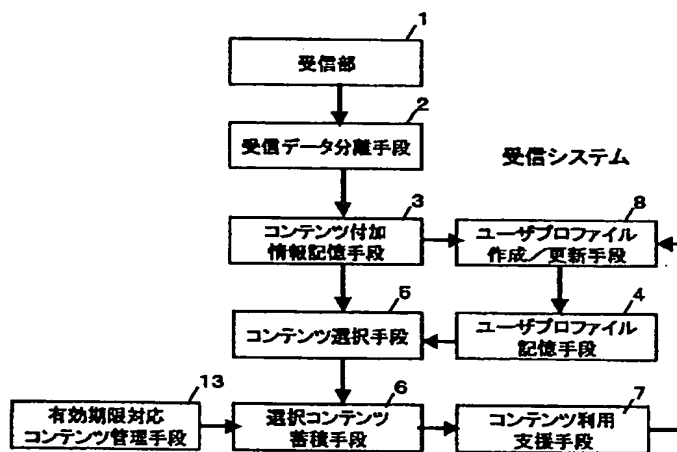 1
受信部
2
受信データ分離手段
受信システム
3
コンテンツ付加
情報記憶手段
8
ユーザプロファイル
作成／更新手段
5
コンテンツ選択手段
4
ユーザプロファイル
記憶手段
13
有効期限対応
コンテンツ管理手段
6
選択コンテンツ
蓄積手段
7
コンテンツ利用
支援手段